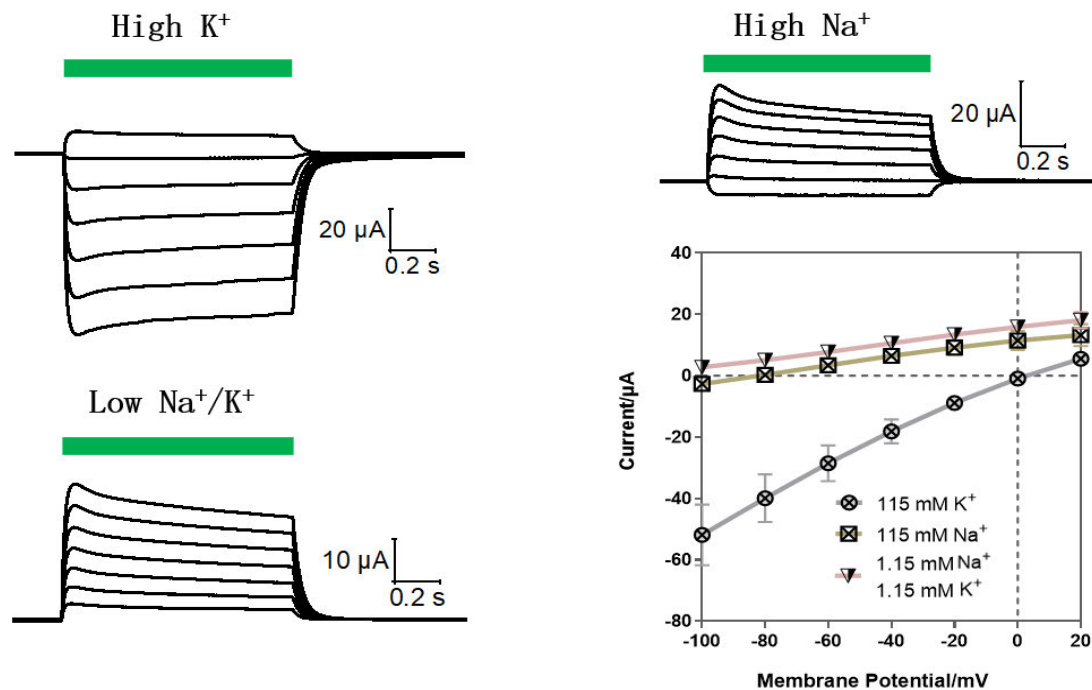 High K⁺
20 μA
0.2 s
Low Na⁺/K⁺
10 μA
0.2 s
High Na⁺
20 μA
0.2 s
40
20
0
-20
-40
-60
-80
Current/μA
115 mM K⁺
115 mM Na⁺
1.15 mM Na⁺
1.15 mM K⁺
-100 -80 -60 -40 -20 0 20
Membrane Potential/mV